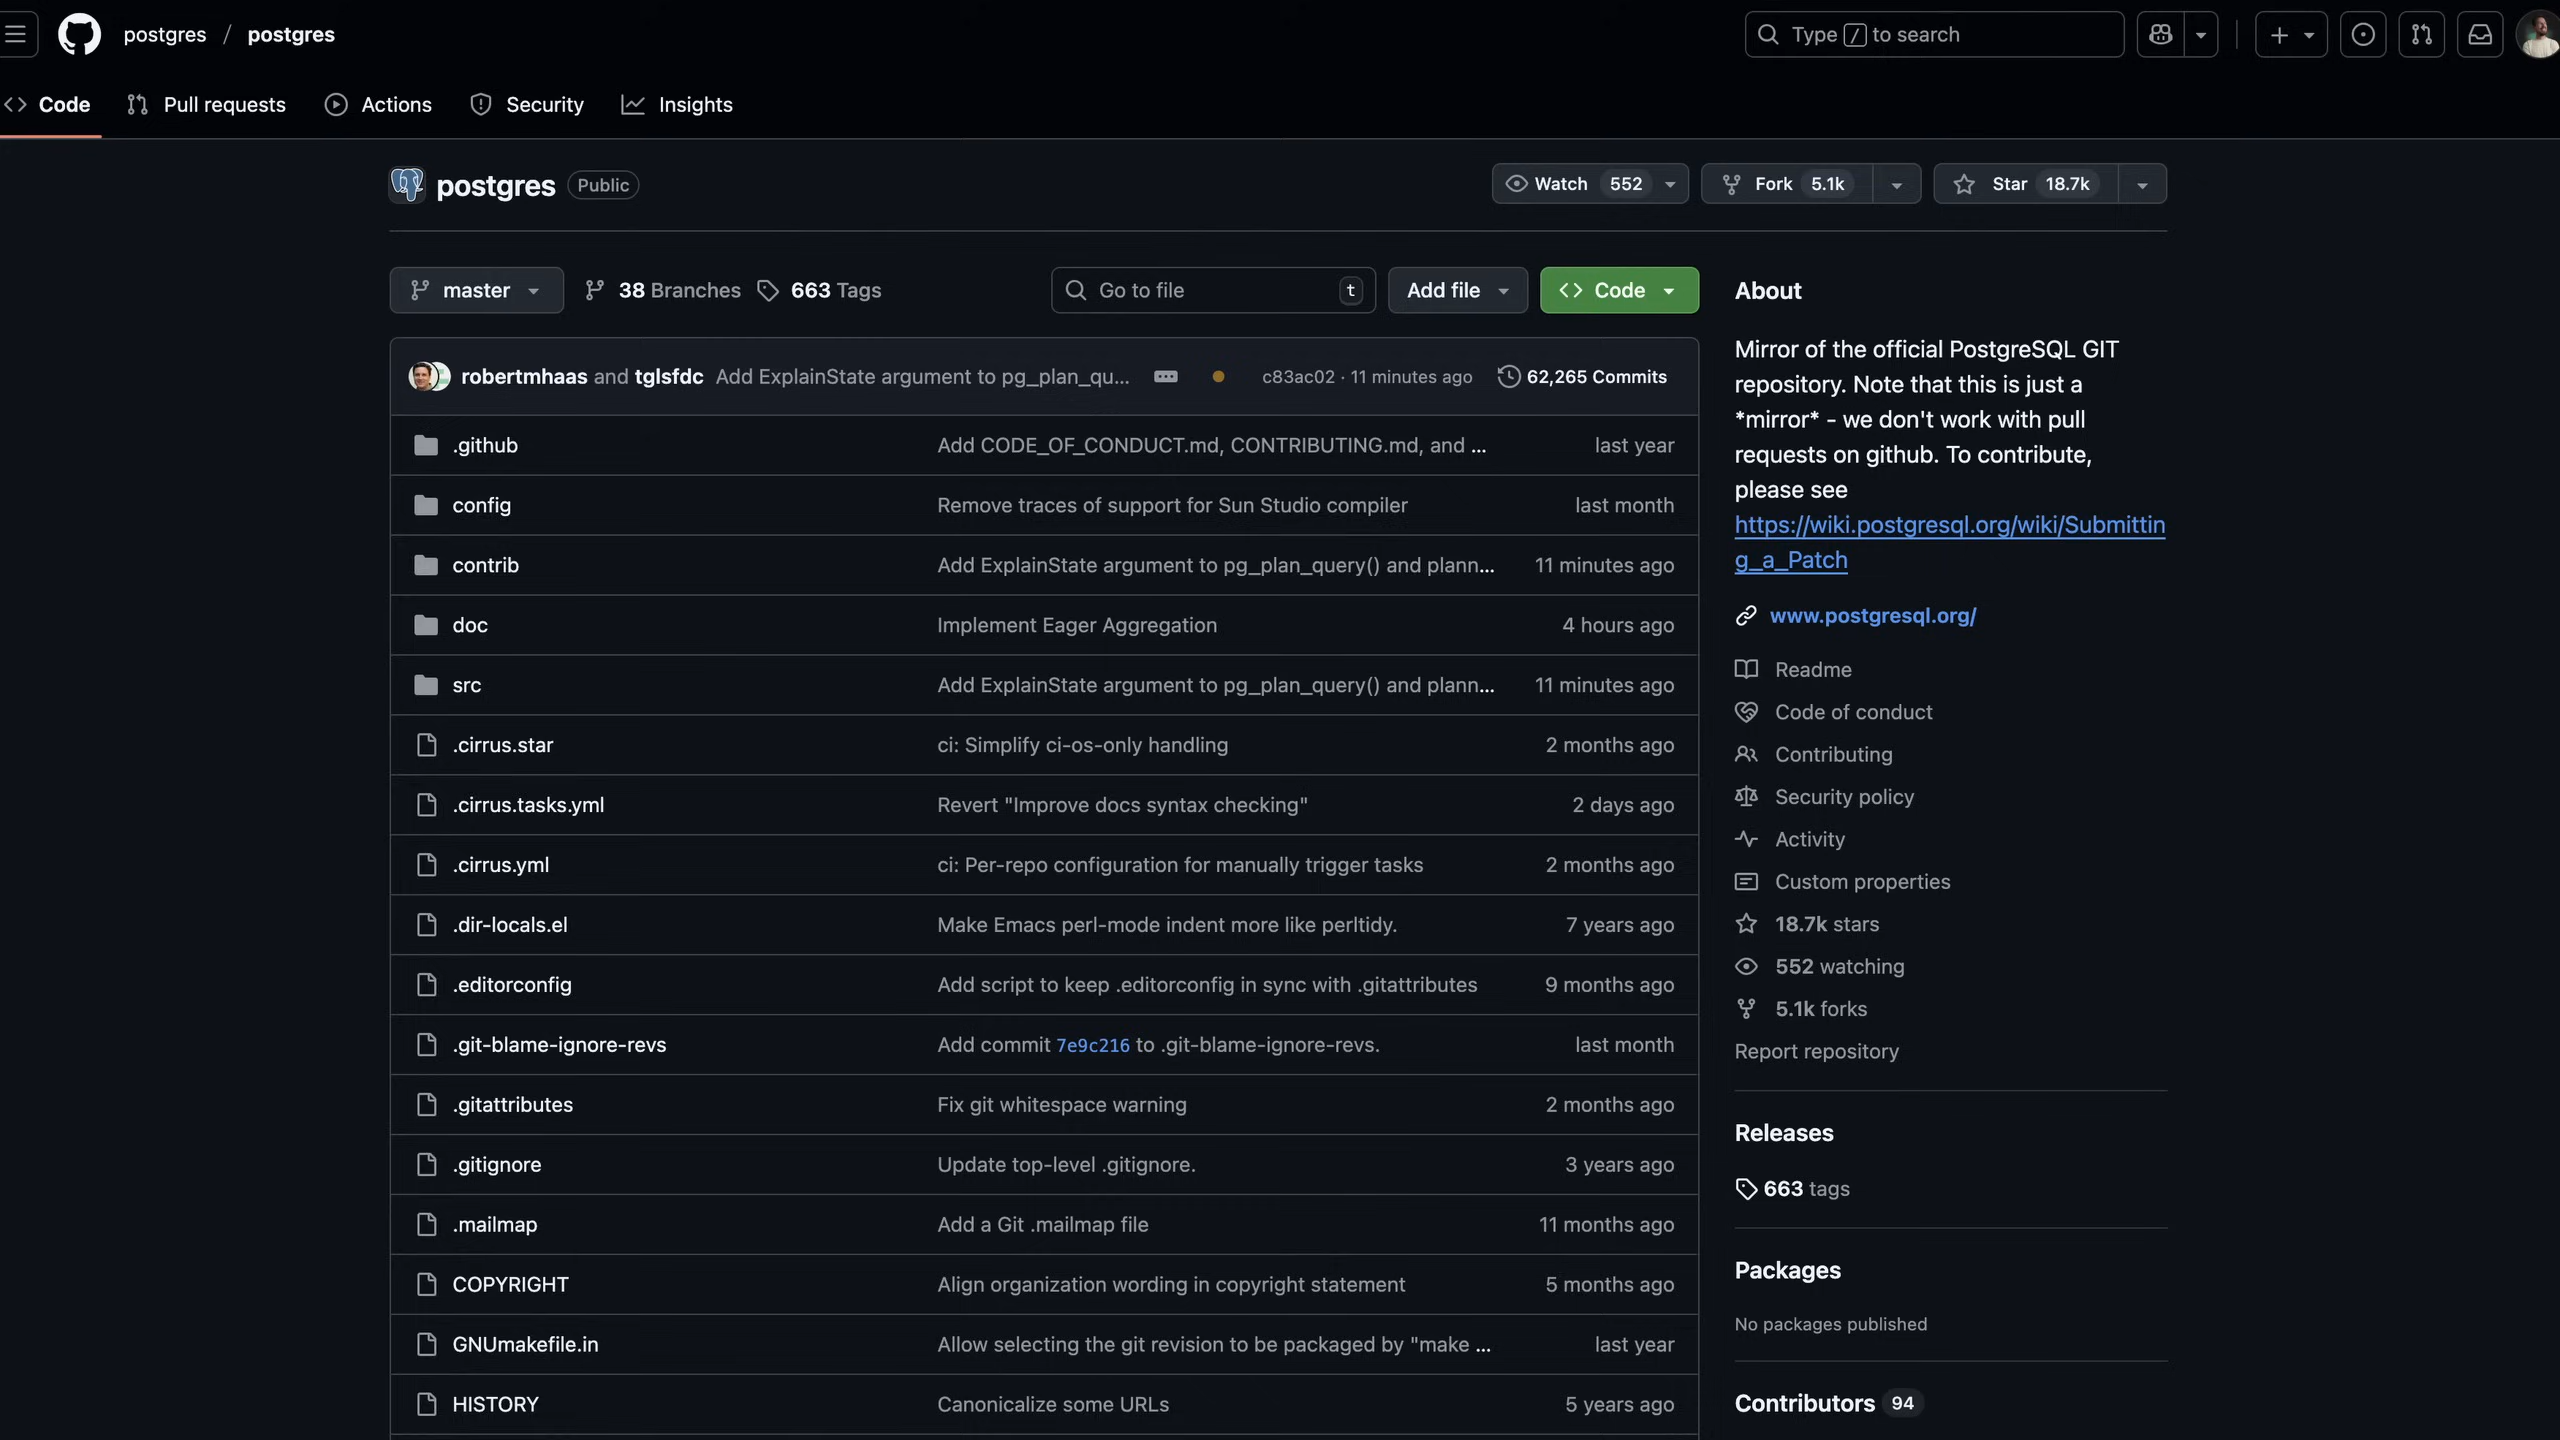 postgres / postgres
Type / to search
Code Pull requests Actions Security Insights
postgres Public
Watch 552 Fork 5.1k Star 18.7k
master 38 Branches 663 Tags Go to file t Add file Code
robertmhaas and tglsfdc Add ExplainState argument to pg_plan_qu... c83ac02 · 11 minutes ago 62,265 Commits
.github Add CODE_OF_CONDUCT.md, CONTRIBUTING.md, and ... last year
config Remove traces of support for Sun Studio compiler last month
contrib Add ExplainState argument to pg_plan_query() and plann... 11 minutes ago
doc Implement Eager Aggregation 4 hours ago
src Add ExplainState argument to pg_plan_query() and plann... 11 minutes ago
.cirrus.star ci: Simplify ci-os-only handling 2 months ago
.cirrus.tasks.yml Revert "Improve docs syntax checking" 2 days ago
.cirrus.yml ci: Per-repo configuration for manually trigger tasks 2 months ago
.dir-locals.el Make Emacs perl-mode indent more like perltidy. 7 years ago
.editorconfig Add script to keep .editorconfig in sync with .gitattributes 9 months ago
.git-blame-ignore-revs Add commit 7e9c216 to .git-blame-ignore-revs. last month
.gitattributes Fix git whitespace warning 2 months ago
.gitignore Update top-level .gitignore. 3 years ago
.mailmap Add a Git .mailmap file 11 months ago
COPYRIGHT Align organization wording in copyright statement 5 months ago
GNUmakefile.in Allow selecting the git revision to be packaged by "make ... last year
HISTORY Canonicalize some URLs 5 years ago
About
Mirror of the official PostgreSQL GIT
repository. Note that this is just a
*mirror* - we don't work with pull
requests on github. To contribute,
please see
https://wiki.postgresql.org/wiki/Submittin
g_a_Patch
www.postgresql.org/
Readme
Code of conduct
Contributing
Security policy
Activity
Custom properties
18.7k stars
552 watching
5.1k forks
Report repository
Releases
663 tags
Packages
No packages published
Contributors 94